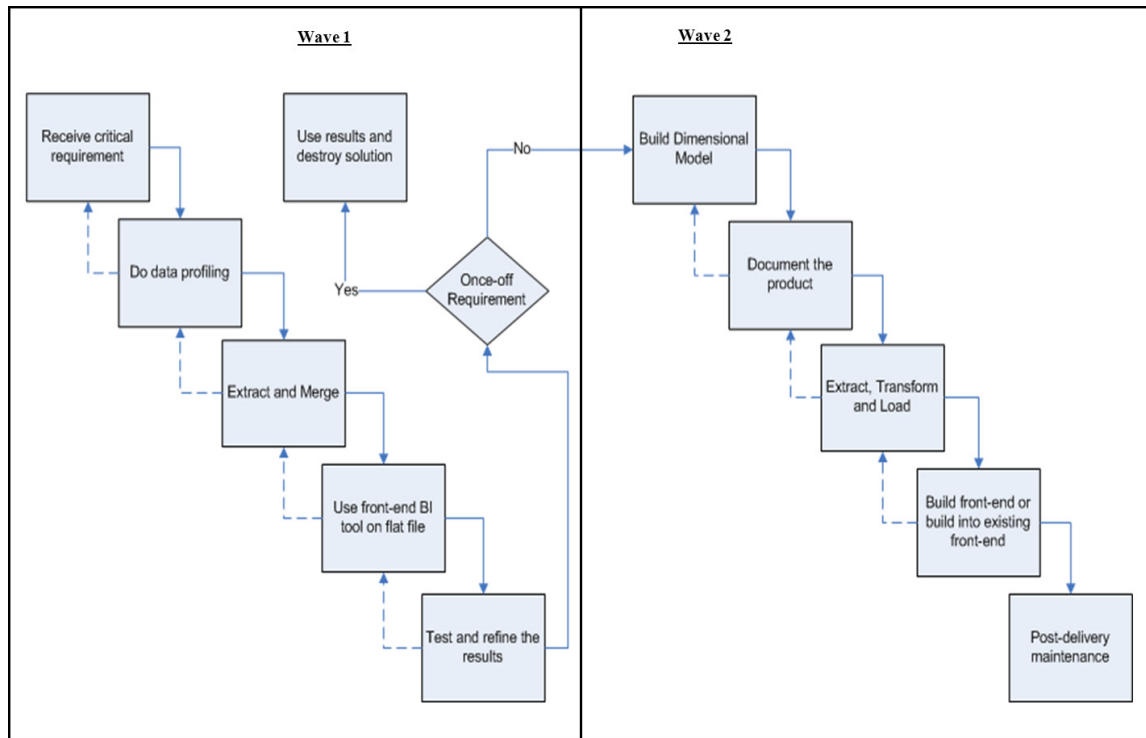 Wave 1
Receive critical
requirement
Use results and
destroy solution
Do data profiling
Yes
Once-off
Requirement
No
Extract and Merge
Use front-end BI
tool on flat file
Test and refine the
results
Wave 2
Build Dimensional
Model
Document the
product
Extract, Transform
and Load
Build front-end or
build into existing
front-end
Post-delivery
maintenance